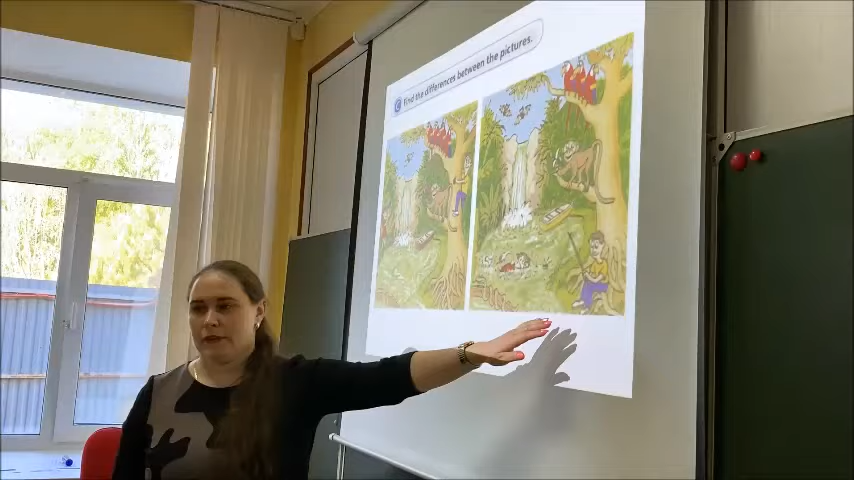 C Find the differences between the pictures.